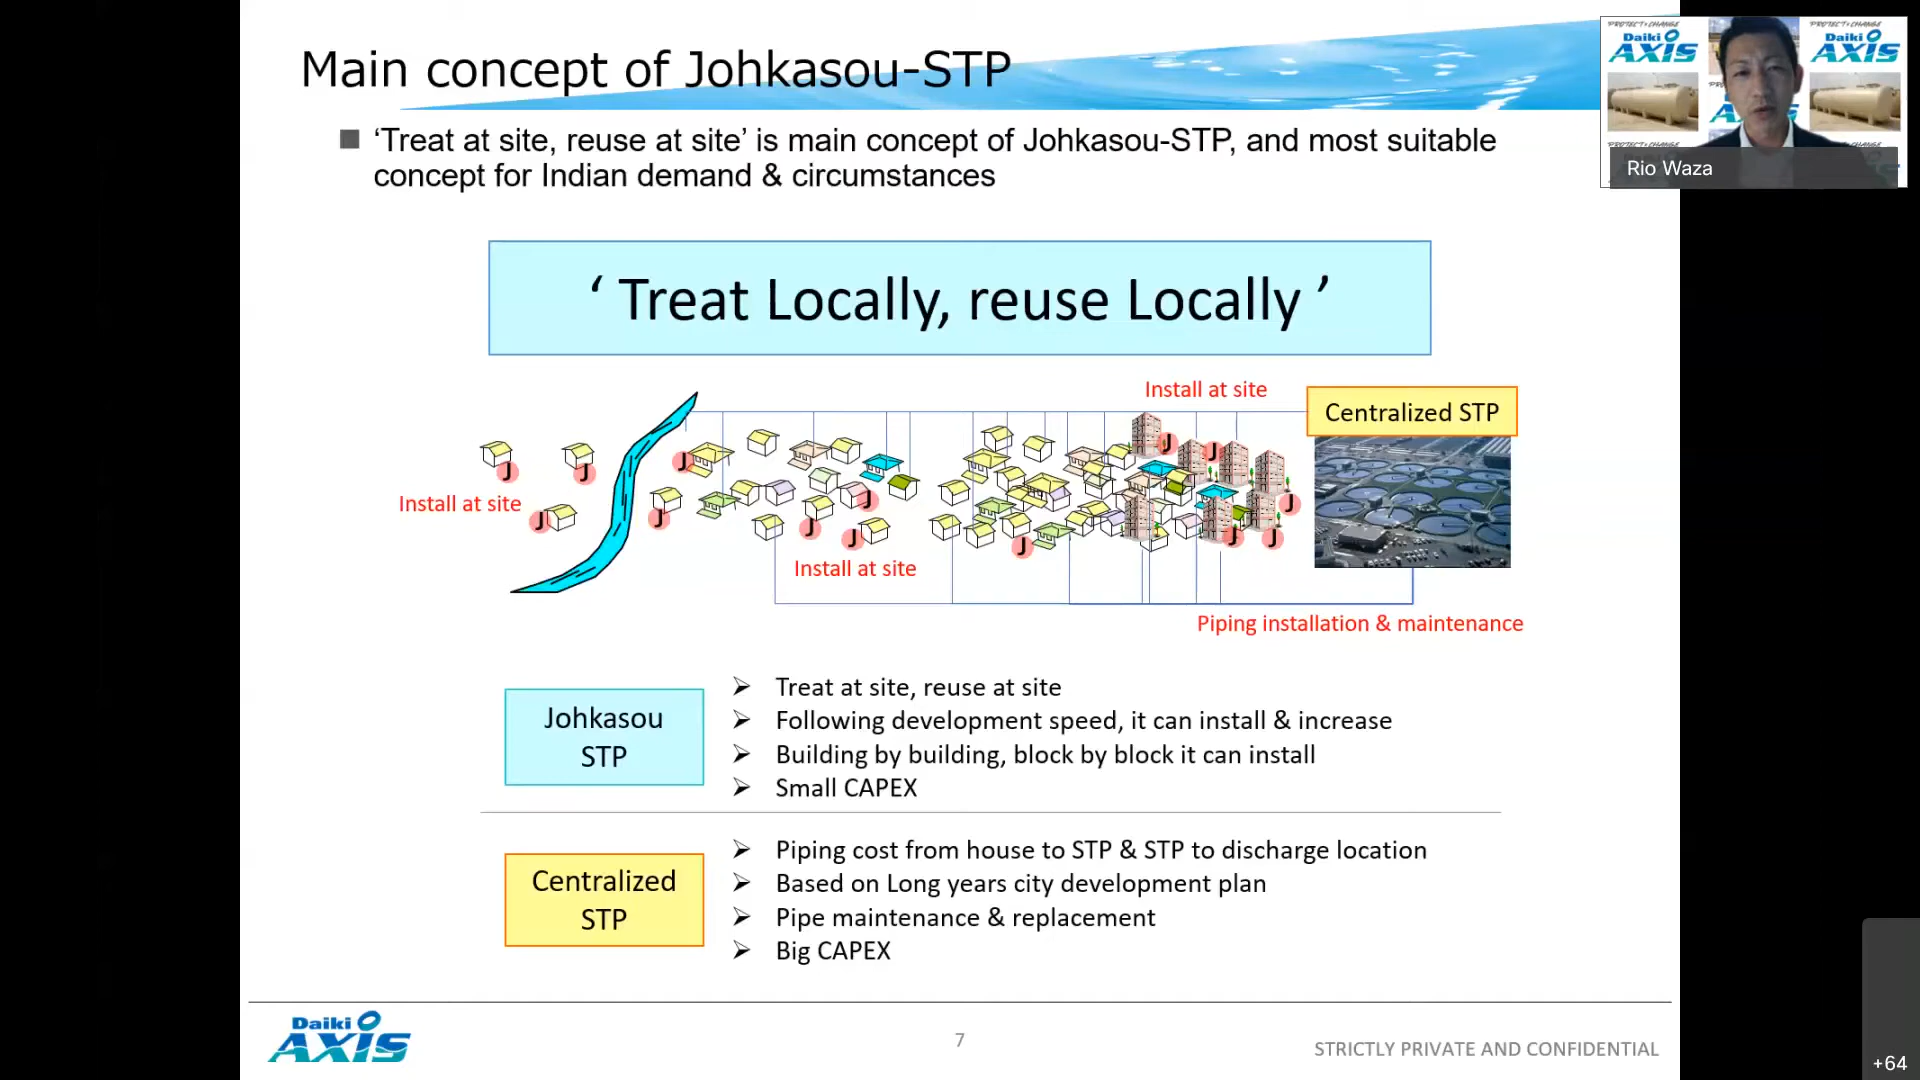 Main concept of Johkasou-STP
PROTECT×CHANGE
Daiki
AXIS
PROTECT×CHANGE
Daiki
AXIS
Rio Waza
■ ‘Treat at site, reuse at site’ is main concept of Johkasou-STP, and most suitable
concept for Indian demand & circumstances
‘ Treat Locally, reuse Locally ’
Install at site
Centralized STP
J
J
J
J
J
J
J
Install at site
J
J
J
J
J
J
J
J
Install at site
Piping installation & maintenance
Johkasou
STP
➢ Treat at site, reuse at site
➢ Following development speed, it can install & increase
➢ Building by building, block by block it can install
➢ Small CAPEX
Centralized
STP
➢ Piping cost from house to STP & STP to discharge location
➢ Based on Long years city development plan
➢ Pipe maintenance & replacement
➢ Big CAPEX
Daiki
AXIS
7
STRICTLY PRIVATE AND CONFIDENTIAL
+64